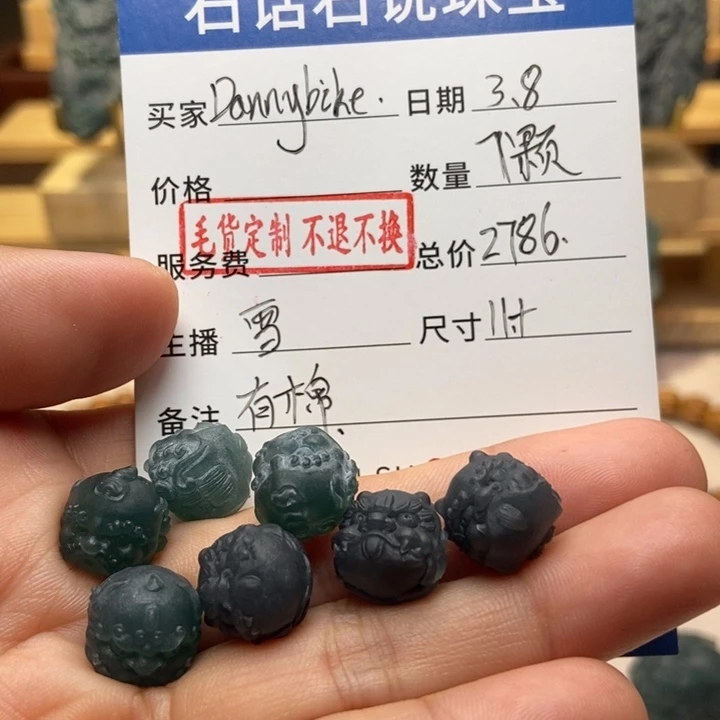 石话石说珠宝
买家 Dannybike. 日期 3.8
价格 数量 7颗
毛货定制 不退不换
服务费 总价 2786.
主播 雪 尺寸 11寸
备注 有棉.